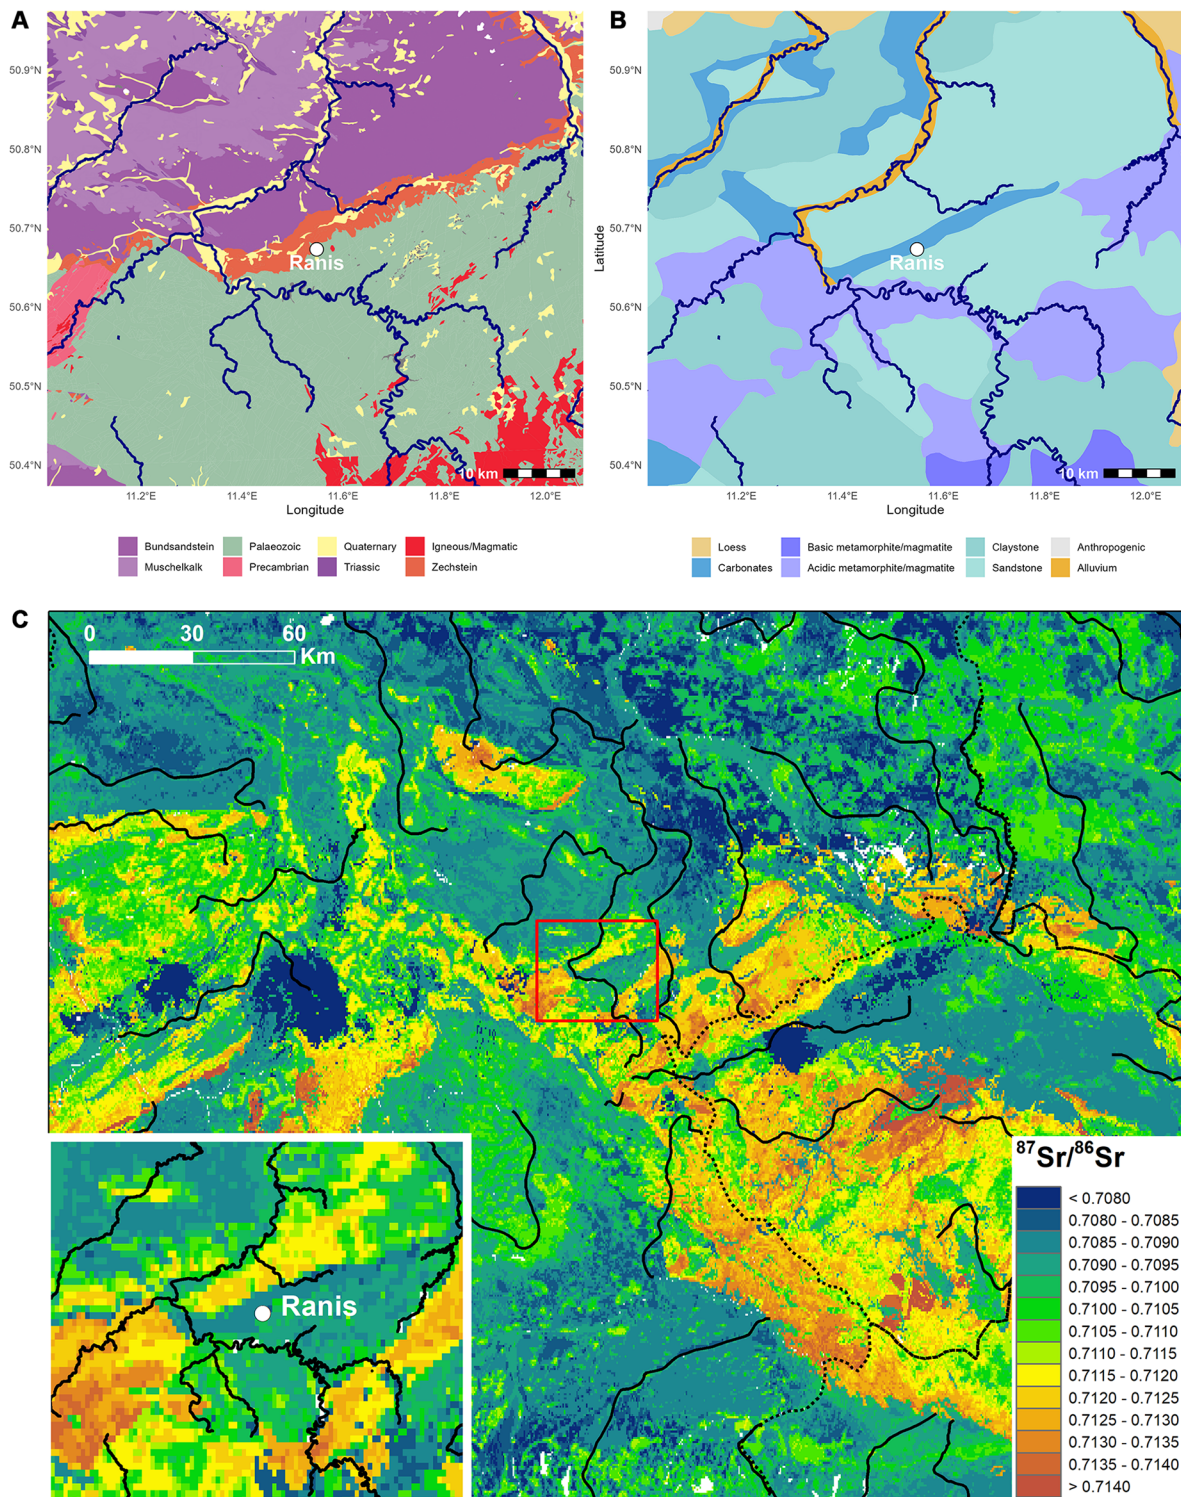 A
50.9°N
50.8°N
50.7°N
50.6°N
50.5°N
50.4°N
Ranis
10 km
11.2°E
11.4°E
11.6°E
11.8°E
12.0°E
Longitude
Bundsandstein
Palaeozoic
Quaternary
Igneous/Magmatic
Muschelkalk
Precambrian
Triassic
Zechstein
B
Latitude
50.9°N
50.8°N
50.7°N
50.6°N
50.5°N
50.4°N
Ranis
10 km
11.2°E
11.4°E
11.6°E
11.8°E
12.0°E
Longitude
Loess
Basic metamorphite/magmatite
Claystone
Anthropogenic
Carbonates
Acidic metamorphite/magmatite
Sandstone
Alluvium
C
0 30 60
Km
Ranis
⁸⁷Sr/⁸⁶Sr
< 0.7080
0.7080 - 0.7085
0.7085 - 0.7090
0.7090 - 0.7095
0.7095 - 0.7100
0.7100 - 0.7105
0.7105 - 0.7110
0.7110 - 0.7115
0.7115 - 0.7120
0.7120 - 0.7125
0.7125 - 0.7130
0.7130 - 0.7135
0.7135 - 0.7140
> 0.7140